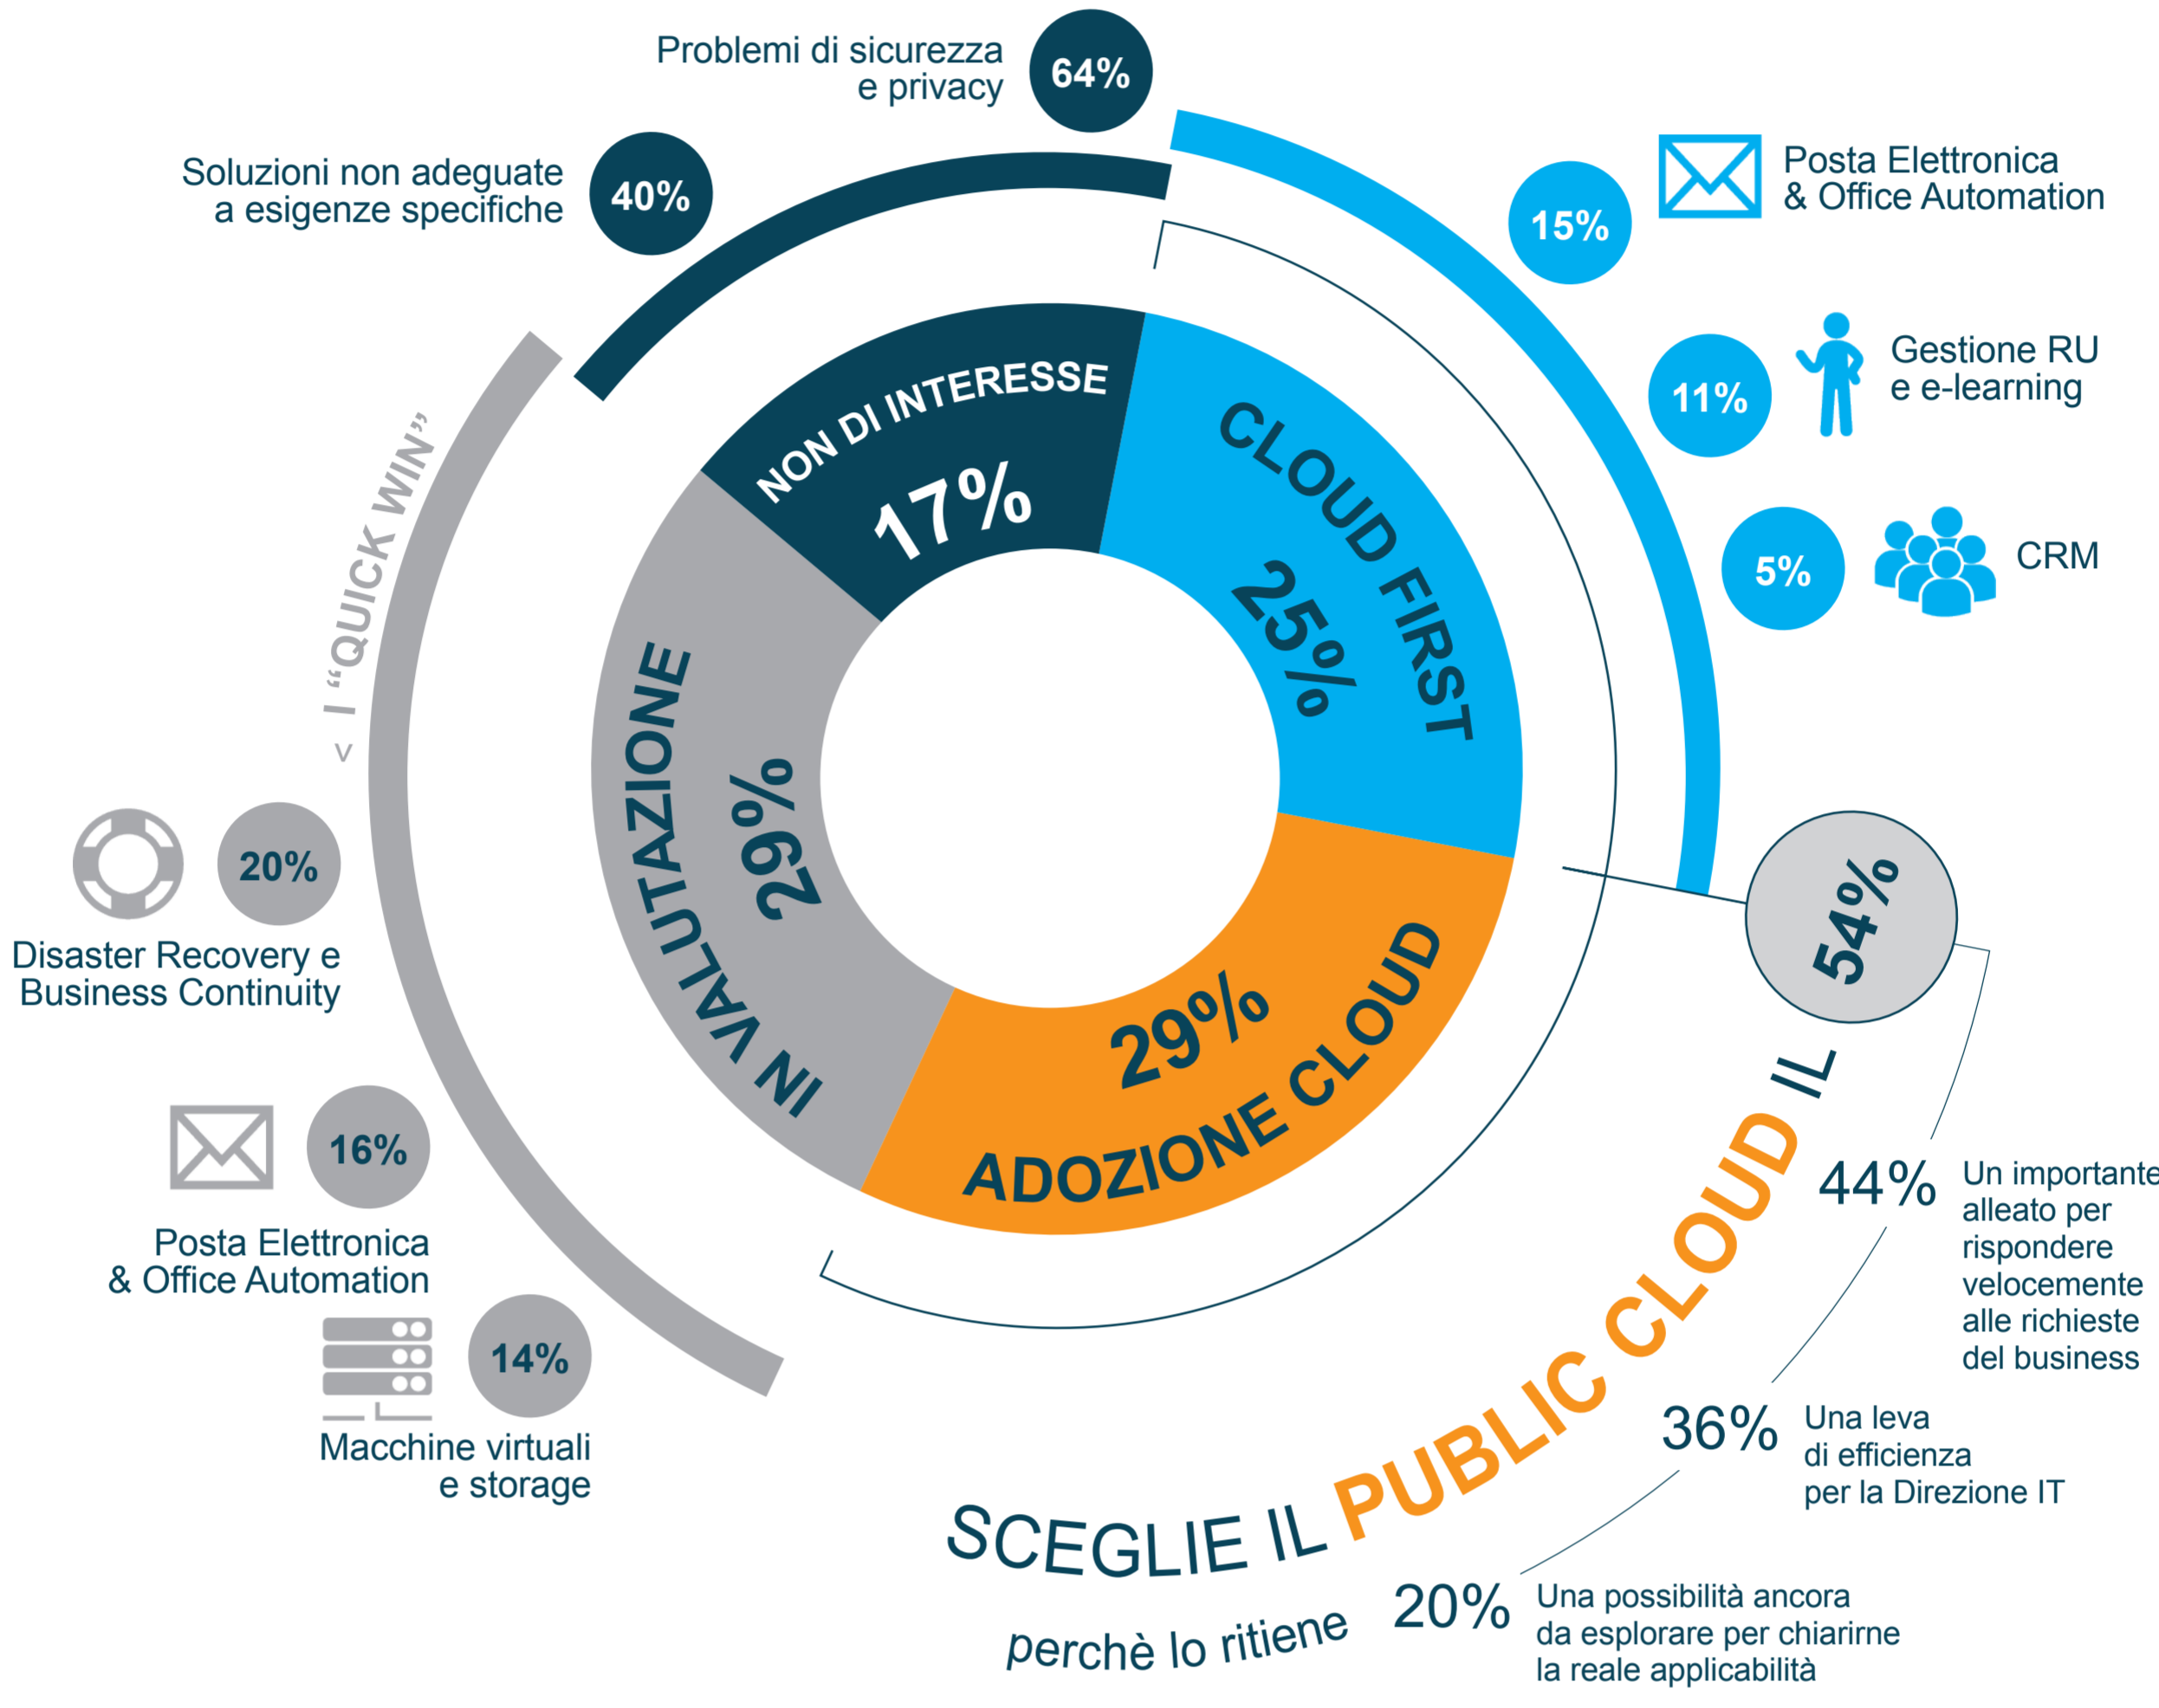 Problemi di sicurezza
e privacy
64%
Soluzioni non adeguate
a esigenze specifiche
40%
15%
Posta Elettronica
& Office Automation
11%
Gestione RU
e e-learning
5%
CRM
NON DI INTERESSE
17%
CLOUD FIRST
25%
IN VALUTAZIONE
29%
29%
ADOZIONE CLOUD
< I “QUICK WIN”
20%
Disaster Recovery e
Business Continuity
16%
Posta Elettronica
& Office Automation
14%
Macchine virtuali
e storage
SCEGLIE IL PUBLIC CLOUD IL
54%
perchè lo ritiene
44%
Un importante
alleato per
rispondere
velocemente
alle richieste
del business
36%
Una leva
di efficienza
per la Direzione IT
20%
Una possibilità ancora
da esplorare per chiarirne
la reale applicabilità